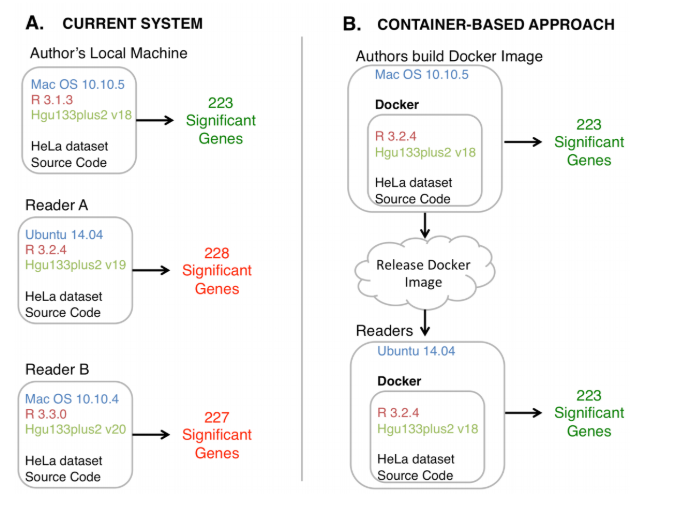 A. CURRENT SYSTEM
Author's Local Machine
Mac OS 10.10.5
R 3.1.3
Hgu133plus2 v18
HeLa dataset
Source Code
223
Significant
Genes
Reader A
Ubuntu 14.04
R 3.2.4
Hgu133plus2 v19
HeLa dataset
Source Code
228
Significant
Genes
Reader B
Mac OS 10.10.4
R 3.3.0
Hgu133plus2 v20
HeLa dataset
Source Code
227
Significant
Genes
B. CONTAINER-BASED APPROACH
Authors build Docker Image
Mac OS 10.10.5
Docker
R 3.2.4
Hgu133plus2 v18
HeLa dataset
Source Code
223
Significant
Genes
Release Docker
Image
Readers
Ubuntu 14.04
Docker
R 3.2.4
Hgu133plus2 v18
HeLa dataset
Source Code
223
Significant
Genes